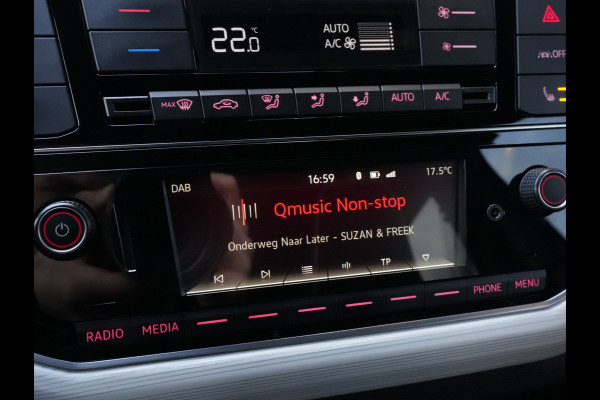 22.0 °C
AUTO
A/C
OFF
MAX
AUTO A/C
DAB 16:59 17.5°C
Qmusic Non-stop
Onderweg Naar Later - SUZAN & FREEK
TP
RADIO MEDIA PHONE MENU